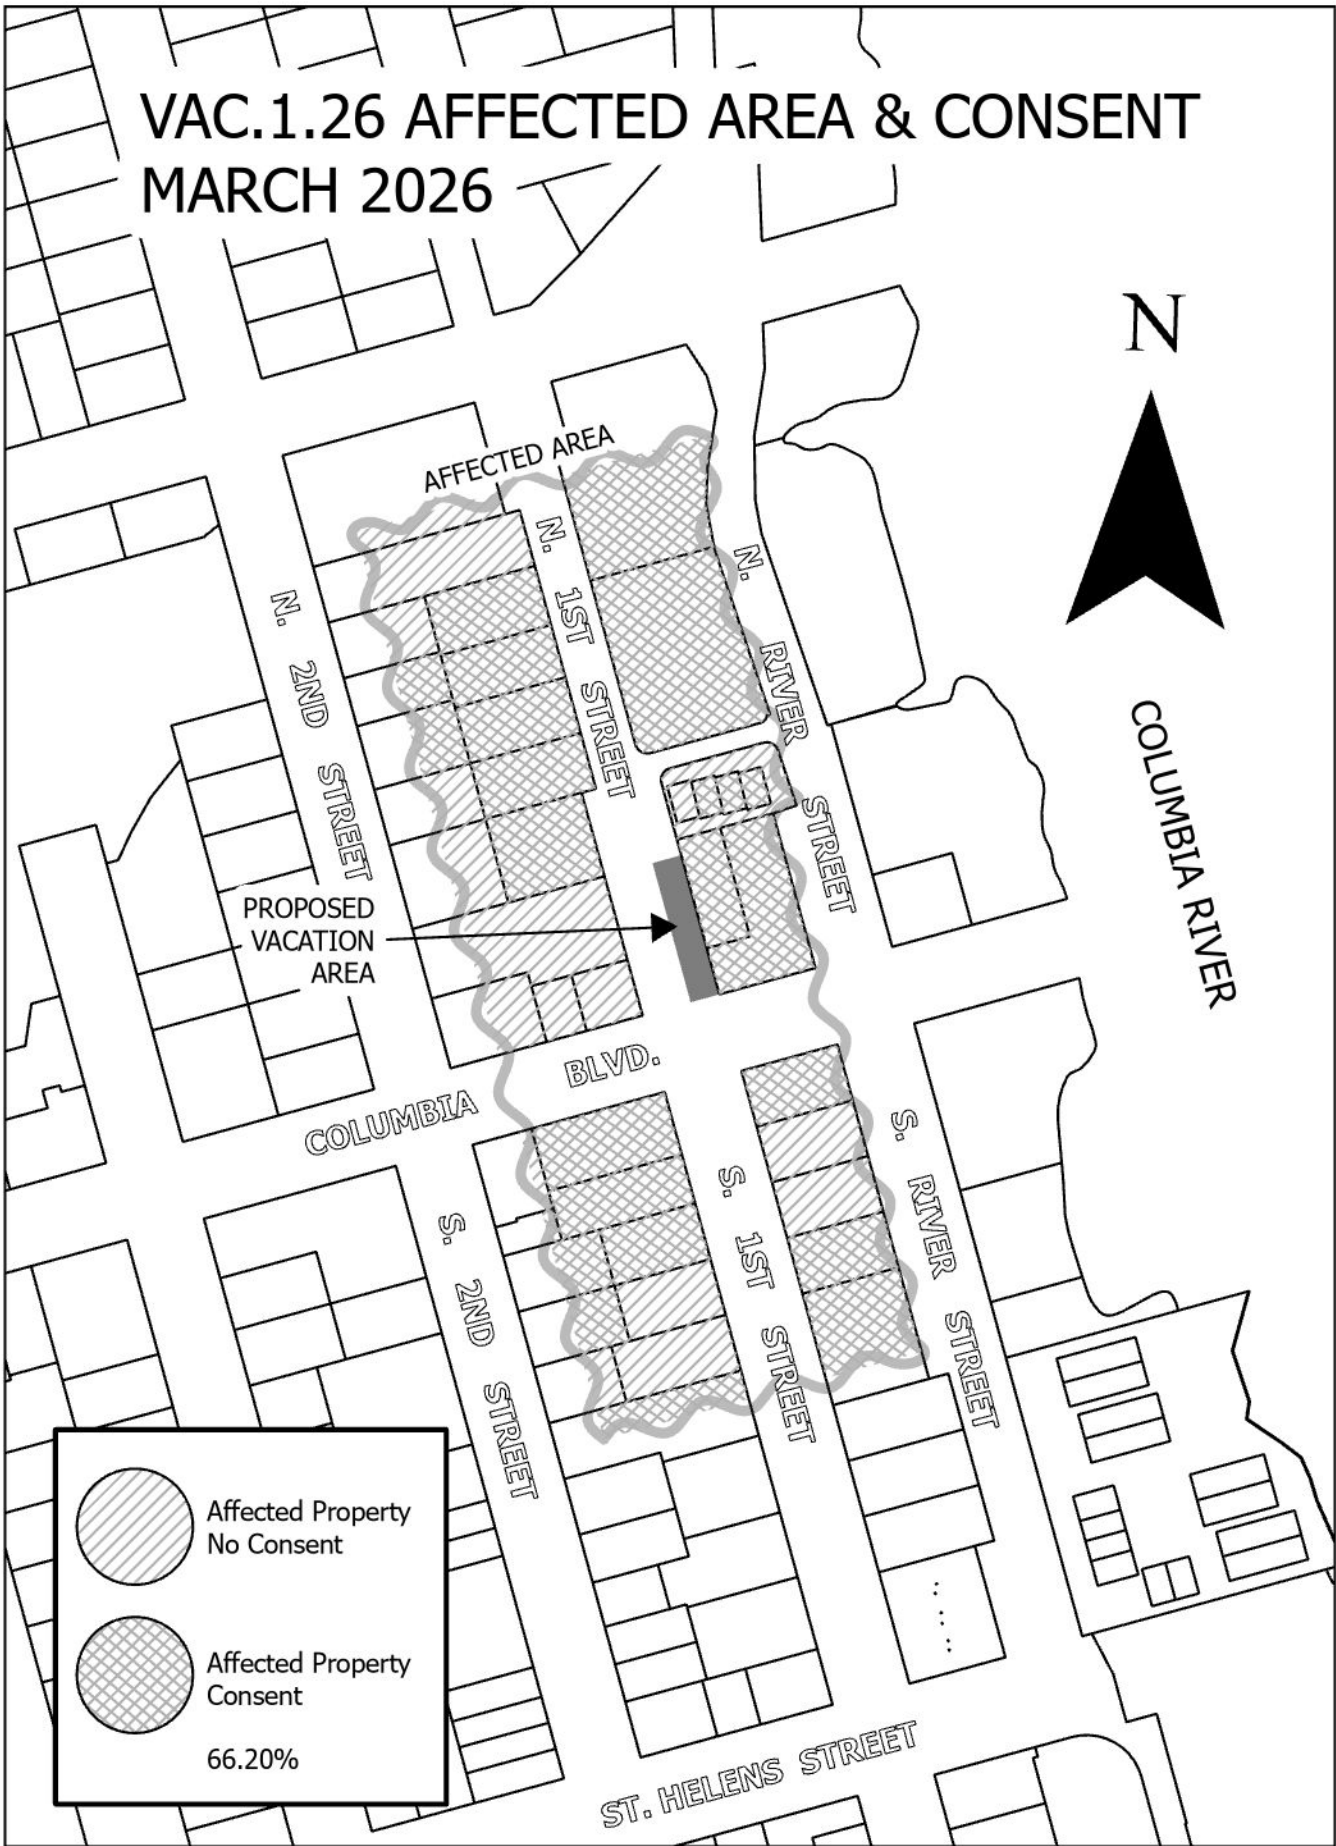 VAC.1.26 AFFECTED AREA & CONSENT
MARCH 2026
N
AFFECTED AREA
N. 1ST STREET
N. RIVER STREET
N. 2ND STREET
COLUMBIA RIVER
PROPOSED
VACATION
AREA
COLUMBIA BLVD.
S. 1ST STREET
S. RIVER STREET
S. 2ND STREET
Affected Property
No Consent
Affected Property
Consent
66.20%
ST. HELENS STREET